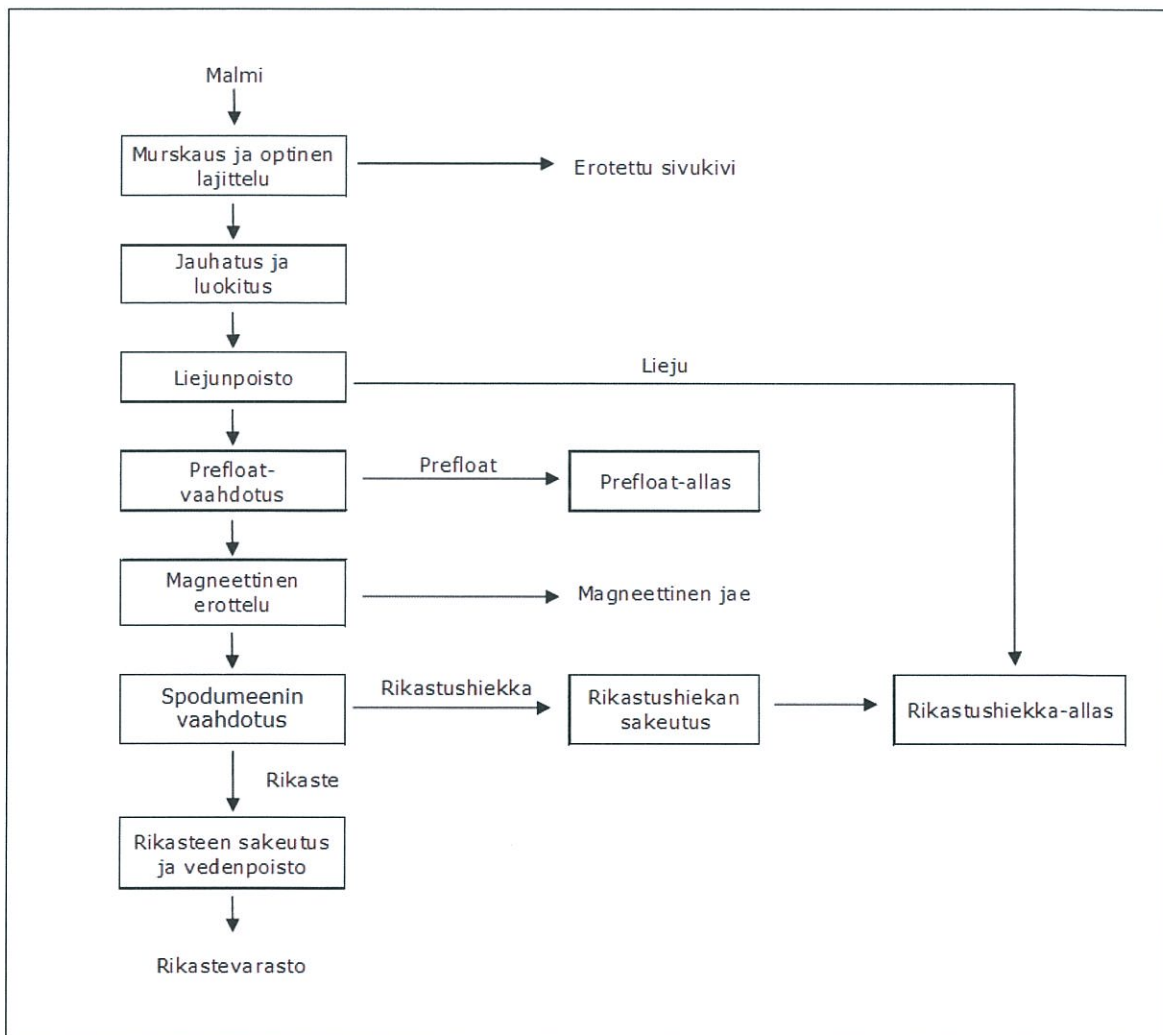 Malmi
Murskaus ja optinen
lajittelu
Erotettu sivukivi
Jauhatus ja
luokitus
Liejunpoisto
Lieju
Prefloat-
vaahdotus
Prefloat
Prefloat-allas
Magneettinen
erottelu
Magneettinen jae
Spodumeenin
vaahdotus
Rikastushiekka
Rikastushiekan
sakeutus
Rikastushiekka-allas
Rikaste
Rikasteen sakeutus
ja vedenpoisto
Rikastevarasto